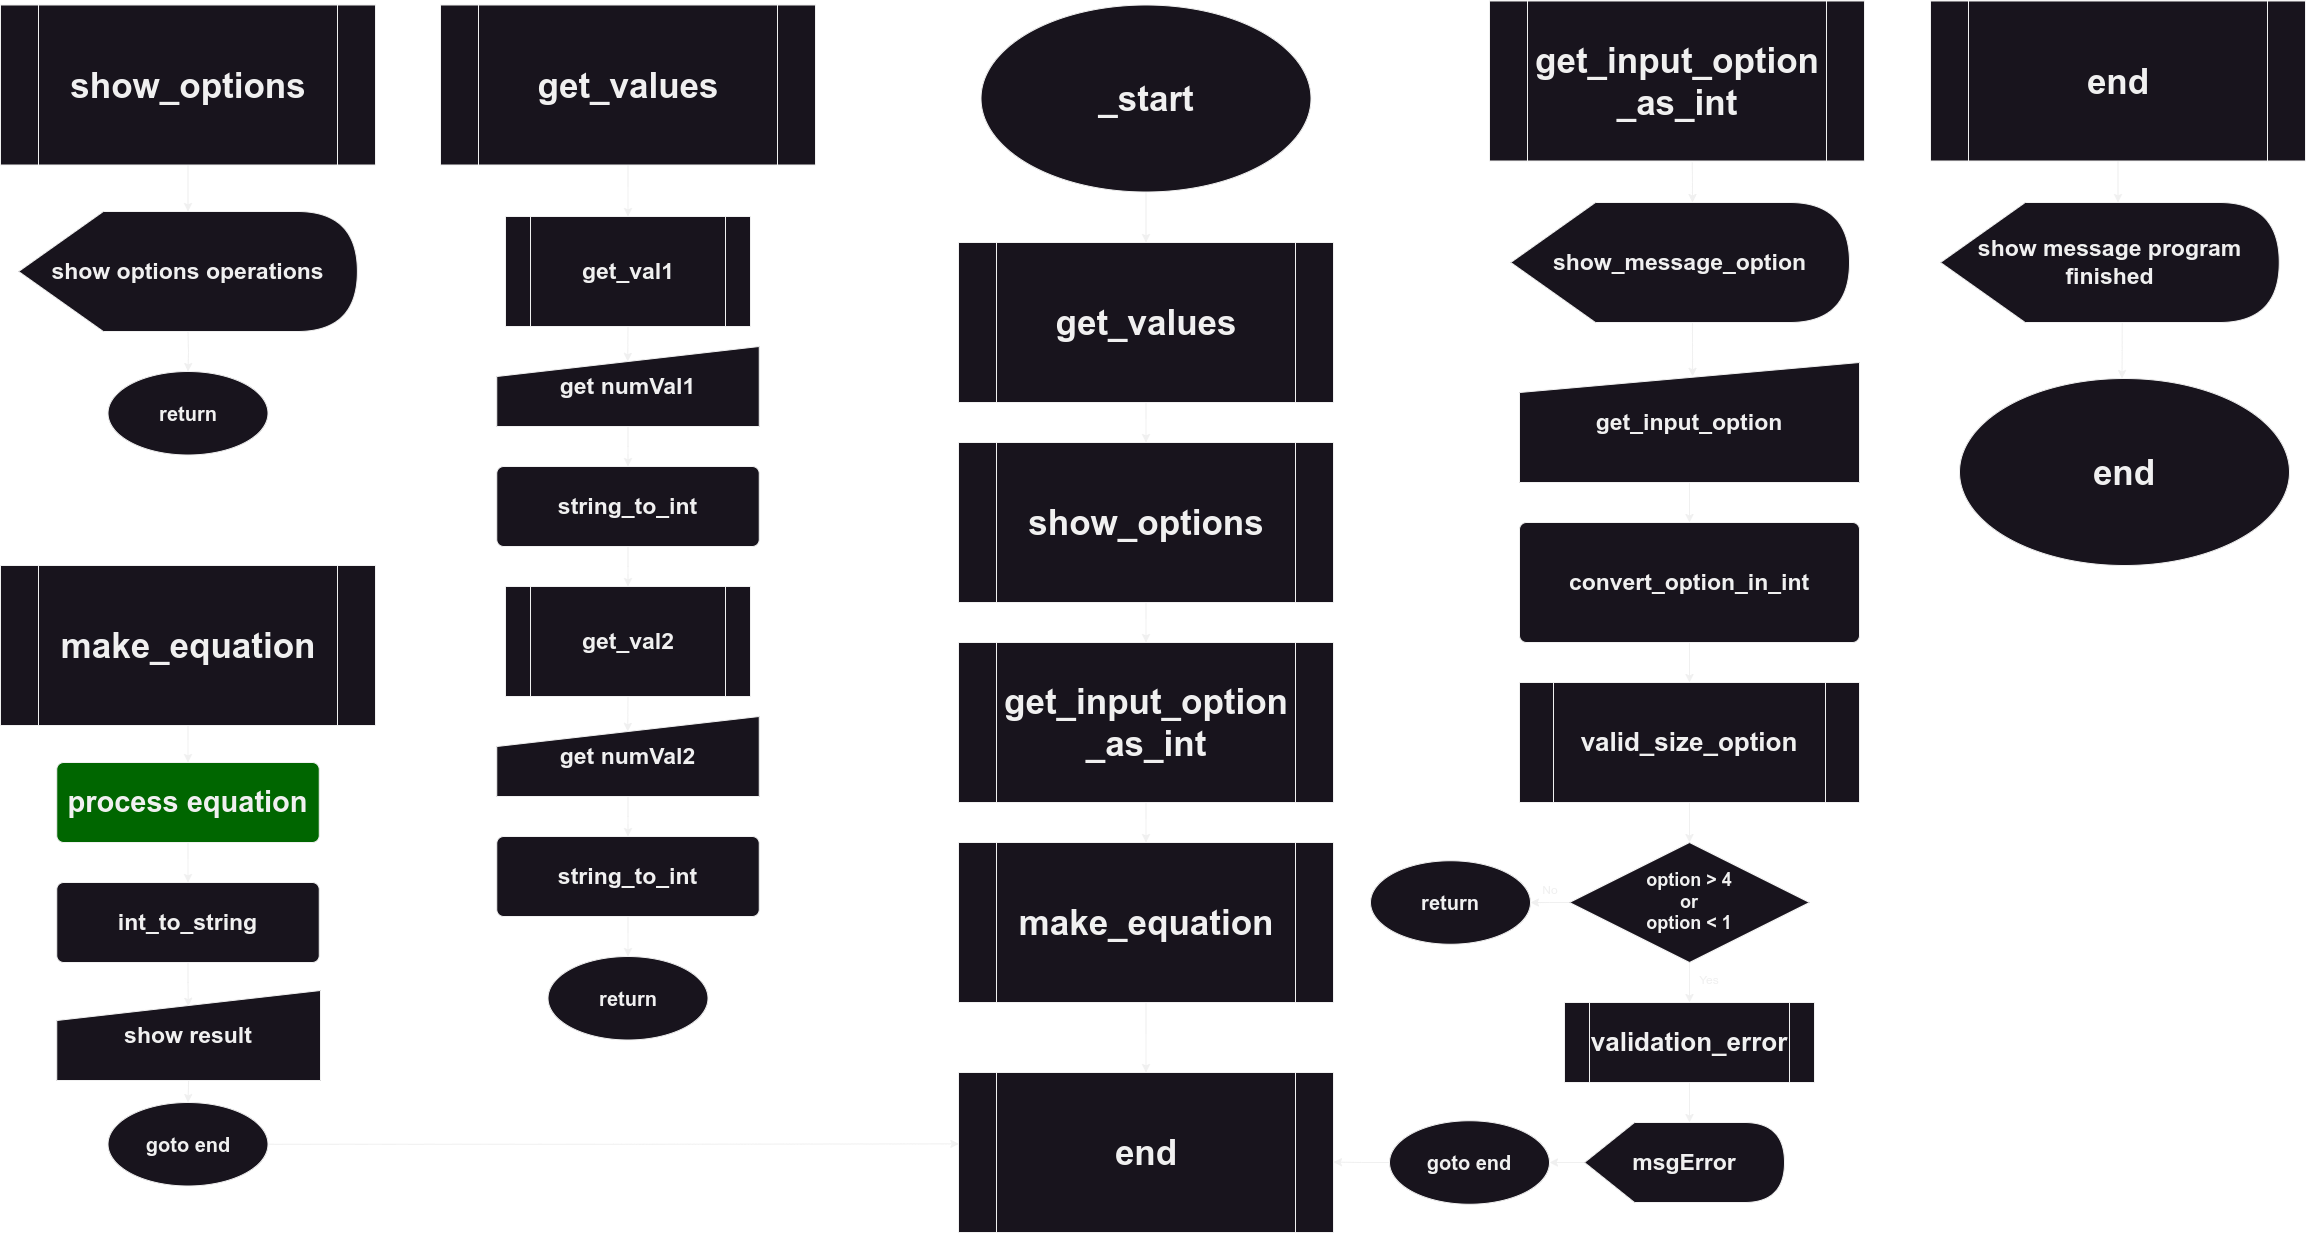 show_options
show options operations
return
make_equation
process equation
int_to_string
show result
goto end
get_values
get_val1
get numVal1
string_to_int
get_val2
get numVal2
string_to_int
return
_start
get_values
show_options
get_input_option
_as_int
make_equation
end
get_input_option
_as_int
show_message_option
get_input_option
convert_option_in_int
valid_size_option
option > 4
or
option < 1
No
return
Yes
validation_error
msgError
goto end
end
show message program
finished
end